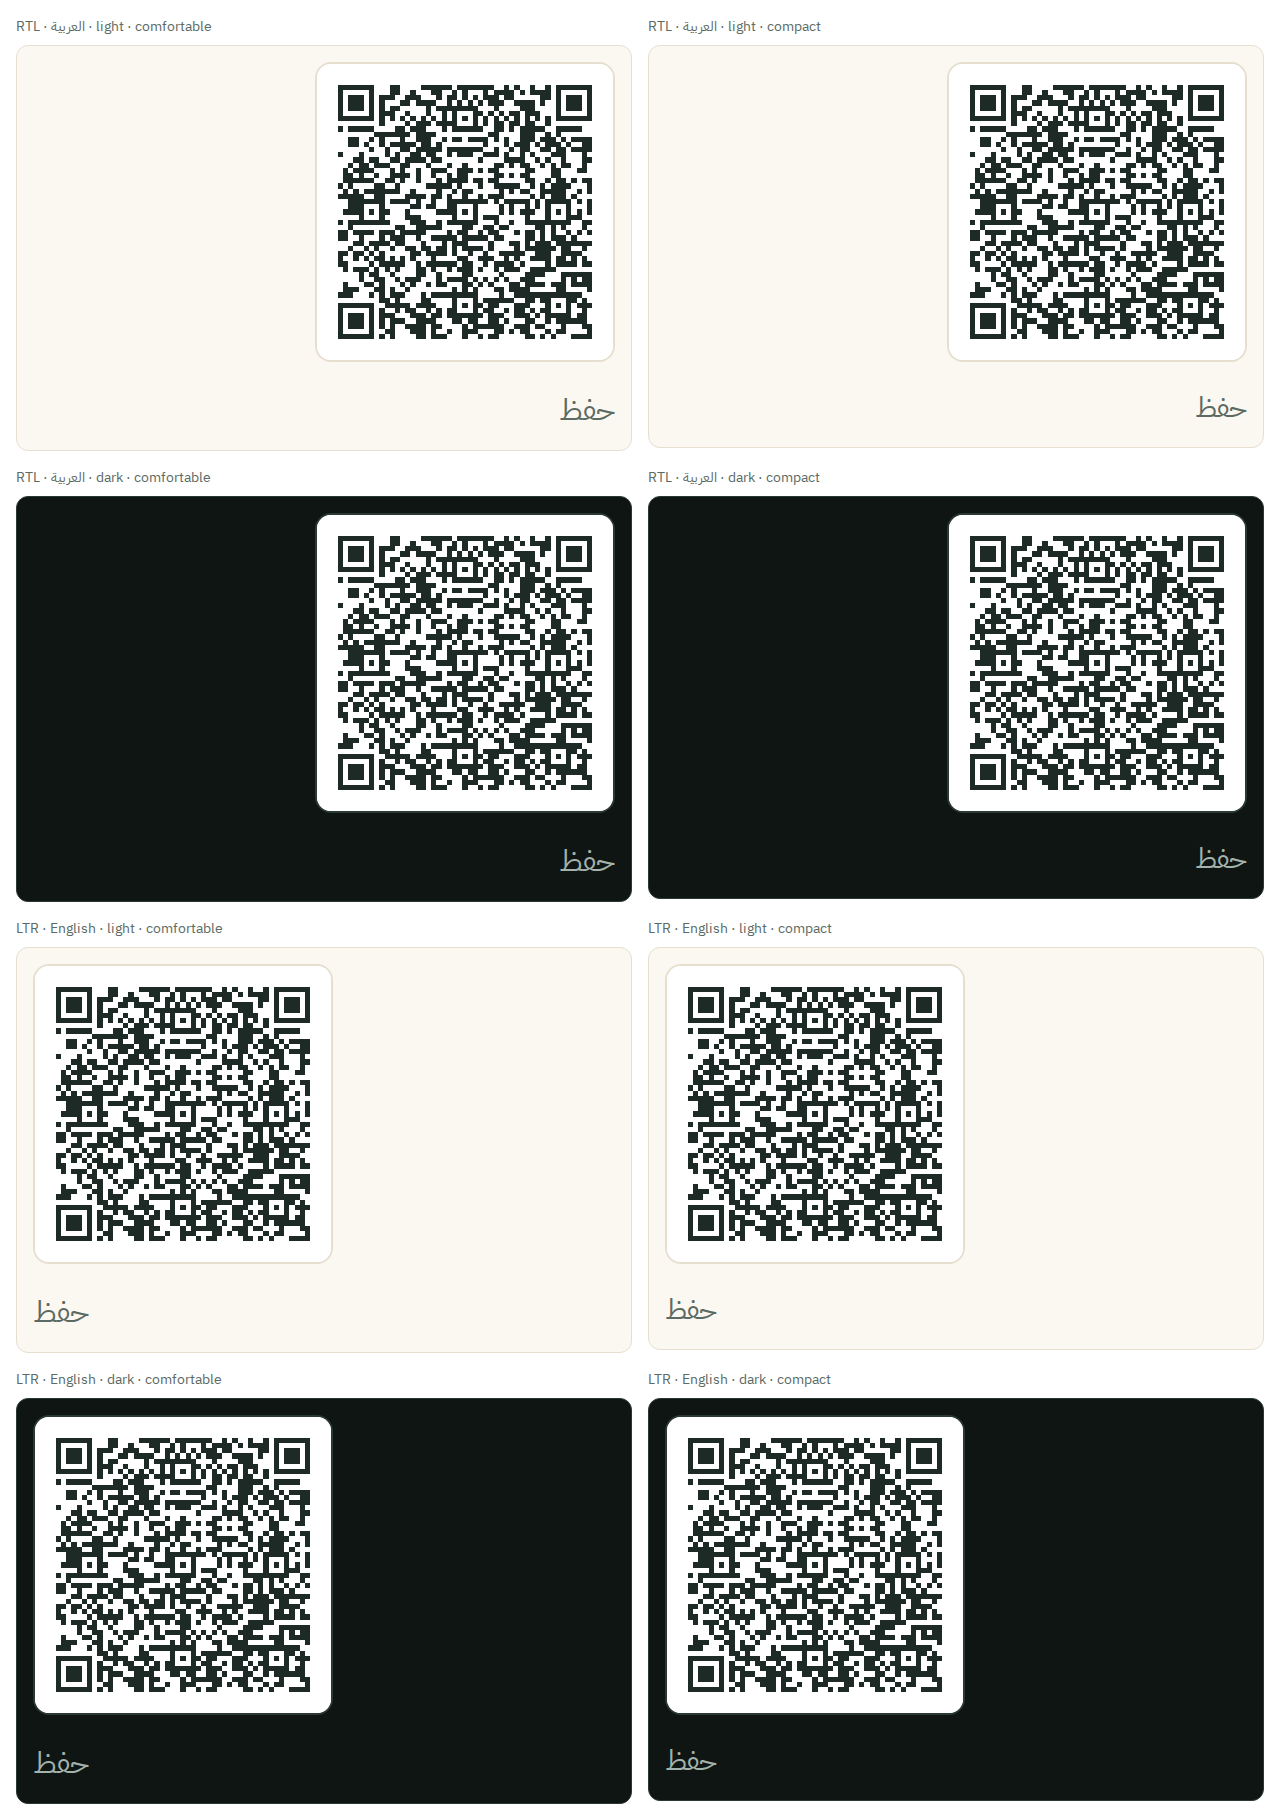 RTL · العربية · light · comfortable
RTL · العربية · light · compact
حفظ
حفظ
RTL · العربية · dark · comfortable
RTL · العربية · dark · compact
حفظ
حفظ
LTR · English · light · comfortable
LTR · English · light · compact
حفظ
حفظ
LTR · English · dark · comfortable
LTR · English · dark · compact
حفظ
حفظ